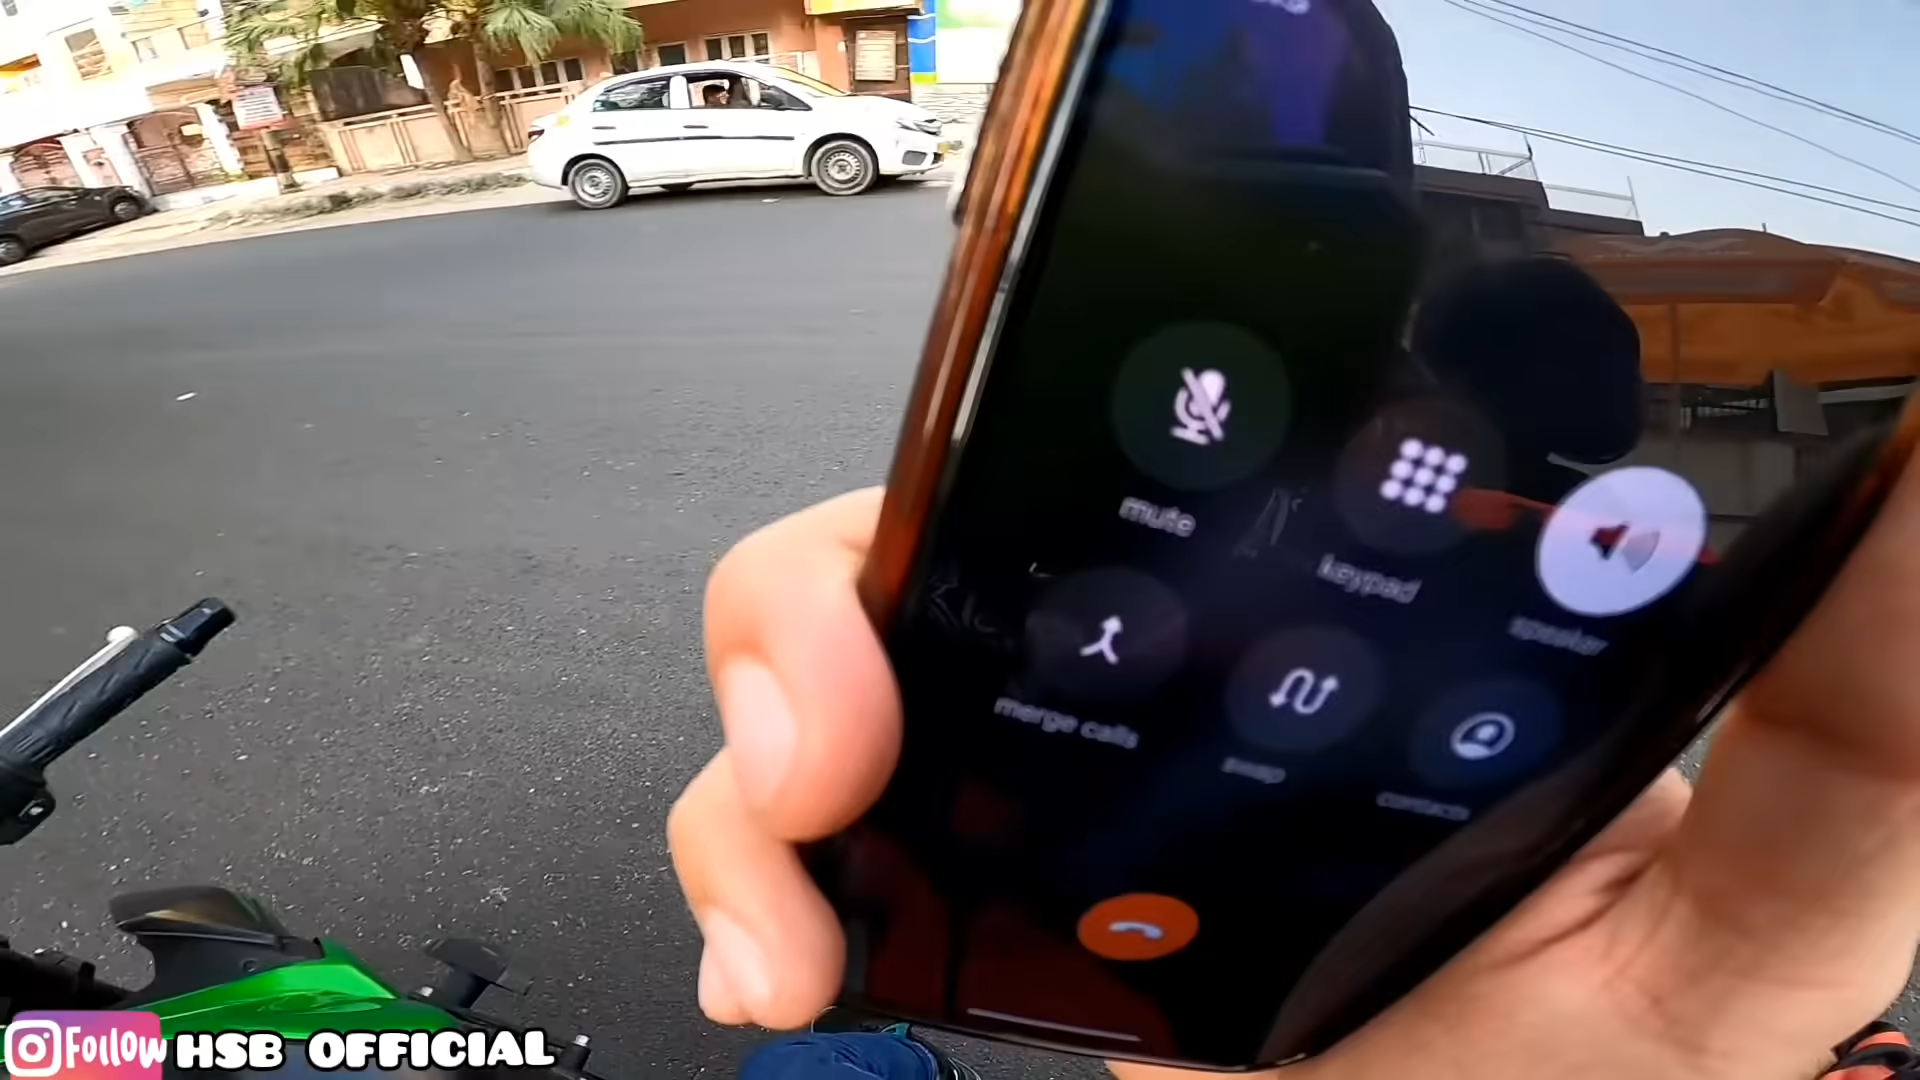 mute
keypad
speaker
merge calls
swap
contacts
Follow HSB OFFICIAL